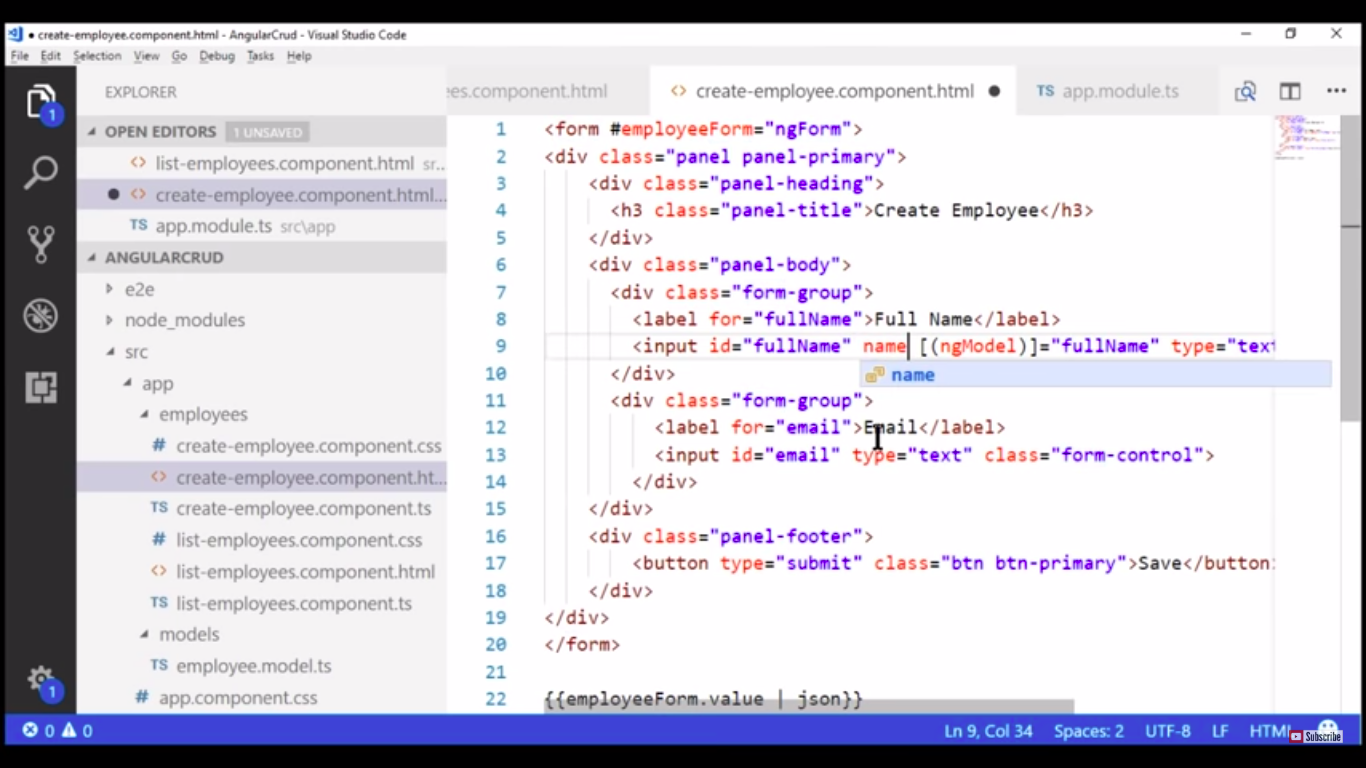 create-employee.component.html - AngularCrud - Visual Studio Code
File Edit Selection View Go Debug Tasks Help
EXPLORER
OPEN EDITORS 1 UNSAVED
list-employees.component.html sr...
create-employee.component.html...
app.module.ts src\app
ANGULARCRUD
e2e
node_modules
src
app
employees
create-employee.component.css
create-employee.component.ht...
create-employee.component.ts
list-employees.component.css
list-employees.component.html
list-employees.component.ts
models
employee.model.ts
app.component.css
ees.component.html
create-employee.component.html
TS app.module.ts
1 <form #employeeForm="ngForm">
2 <div class="panel panel-primary">
3 <div class="panel-heading">
4 <h3 class="panel-title">Create Employee</h3>
5 </div>
6 <div class="panel-body">
7 <div class="form-group">
8 <label for="fullName">Full Name</label>
9 <input id="fullName" name [(ngModel)]="fullName" type="text
name
10 </div>
11 <div class="form-group">
12 <label for="email">Email</label>
13 <input id="email" type="text" class="form-control">
14 </div>
15 </div>
16 <div class="panel-footer">
17 <button type="submit" class="btn btn-primary">Save</button
18 </div>
19 </div>
20 </form>
21
22 {{employeeForm.value | json}}
0 0
Ln 9, Col 34 Spaces: 2 UTF-8 LF HTML
Subscribe